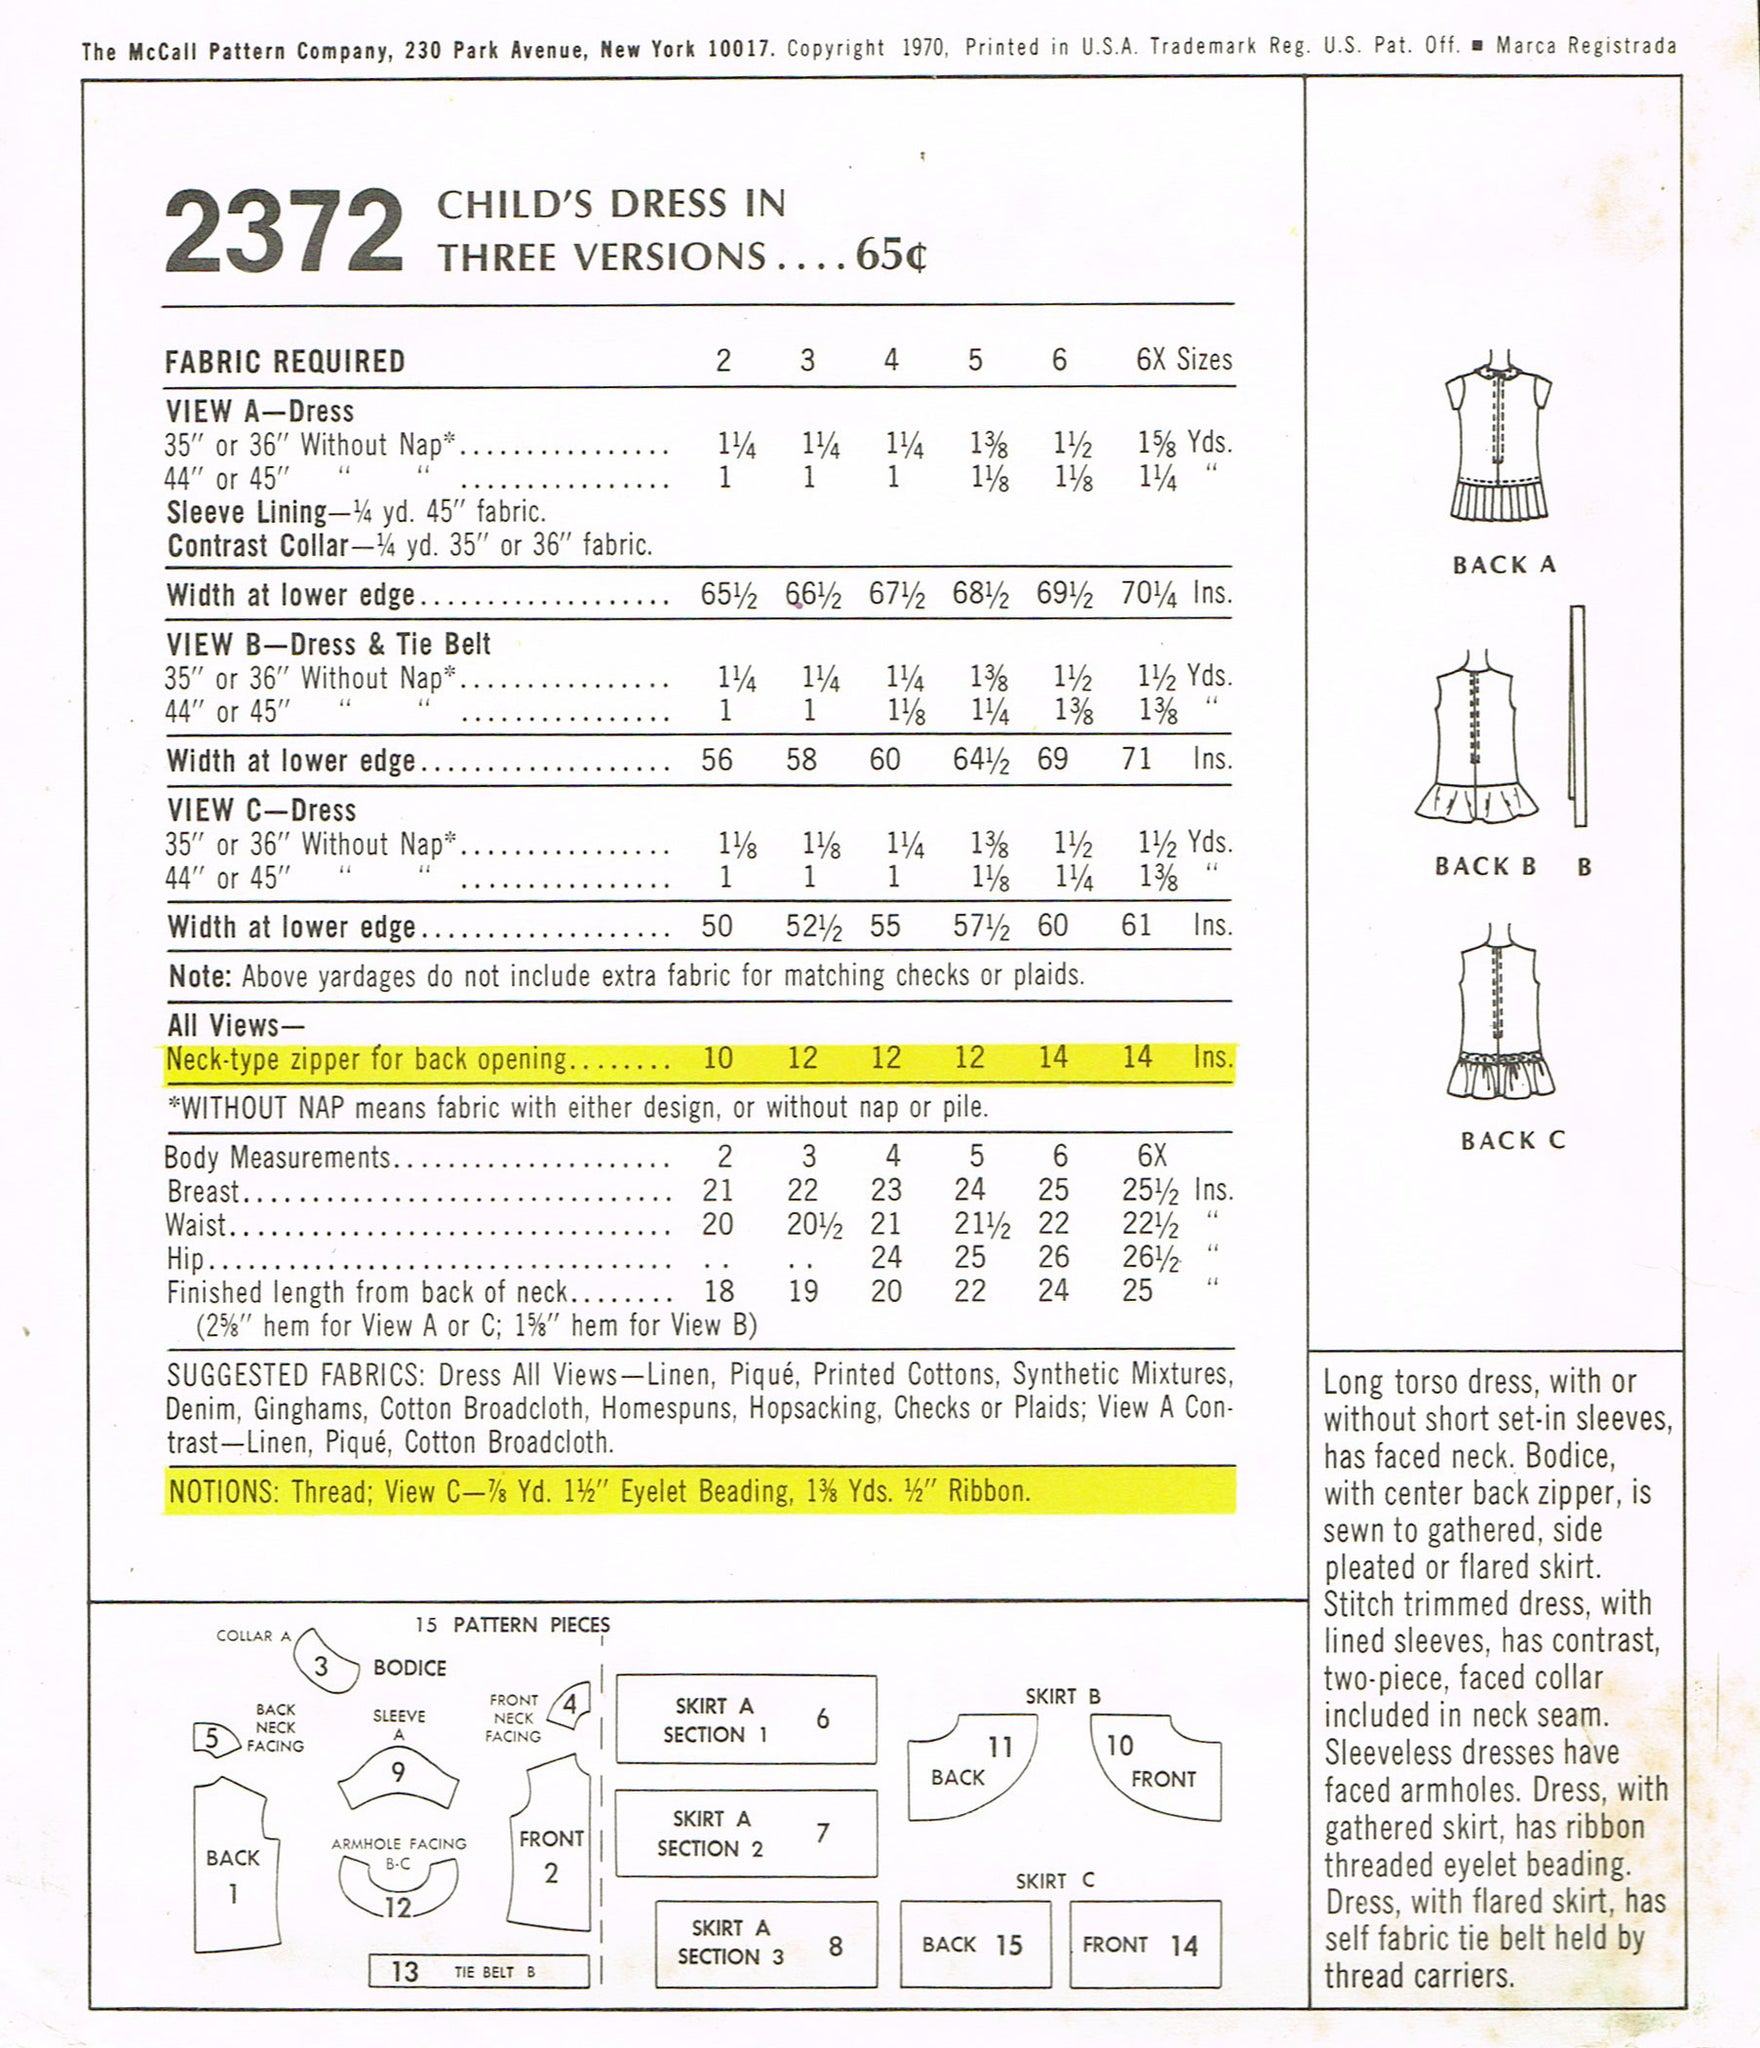 The McCall Pattern Company, 230 Park Avenue, New York 10017. Copyright 1970, Printed in U.S.A. Trademark Reg. U.S. Pat. Off. ■ Marca Registrada
2372 CHILD'S DRESS IN
THREE VERSIONS .... 65¢
FABRIC REQUIRED 2 3 4 5 6 6X Sizes
VIEW A—Dress
35" or 36" Without Nap*................ 1¼ 1¼ 1¼ 1⅜ 1½ 1⅝ Yds.
44" or 45" " " ................ 1 1 1 1⅛ 1⅛ 1¼ "
Sleeve Lining—¼ yd. 45" fabric.
Contrast Collar—¼ yd. 35" or 36" fabric.
Width at lower edge................... 65½ 66½ 67½ 68½ 69½ 70¼ Ins.
VIEW B—Dress & Tie Belt
35" or 36" Without Nap*................ 1¼ 1¼ 1¼ 1⅜ 1½ 1½ Yds.
44" or 45" " " ................ 1 1 1⅛ 1¼ 1⅜ 1⅜ "
Width at lower edge................... 56 58 60 64½ 69 71 Ins.
VIEW C—Dress
35" or 36" Without Nap*................ 1⅛ 1⅛ 1¼ 1⅜ 1½ 1½ Yds.
44" or 45" " " ................ 1 1 1 1⅛ 1¼ 1⅜ "
Width at lower edge................... 50 52½ 55 57½ 60 61 Ins.
Note: Above yardages do not include extra fabric for matching checks or plaids.
All Views—
Neck-type zipper for back opening........ 10 12 12 12 14 14 Ins.
*WITHOUT NAP means fabric with either design, or without nap or pile.
Body Measurements..................... 2 3 4 5 6 6X
Breast................................. 21 22 23 24 25 25½ Ins.
Waist.................................. 20 20½ 21 21½ 22 22½ "
Hip.................................... .. .. 24 25 26 26½ "
Finished length from back of neck........ 18 19 20 22 24 25 "
(2⅝" hem for View A or C; 1⅝" hem for View B)
SUGGESTED FABRICS: Dress All Views—Linen, Piqué, Printed Cottons, Synthetic Mixtures,
Denim, Ginghams, Cotton Broadcloth, Homespuns, Hopsacking, Checks or Plaids; View A Con-
trast—Linen, Piqué, Cotton Broadcloth.
NOTIONS: Thread; View C—⅞ Yd. 1½" Eyelet Beading, 1⅜ Yds. ½" Ribbon.
BACK A
BACK B B
BACK C
Long torso dress, with or
without short set-in sleeves,
has faced neck. Bodice,
with center back zipper, is
sewn to gathered, side
pleated or flared skirt.
Stitch trimmed dress, with
lined sleeves, has contrast,
two-piece, faced collar
included in neck seam.
Sleeveless dresses have
faced armholes. Dress, with
gathered skirt, has ribbon
threaded eyelet beading.
Dress, with flared skirt, has
self fabric tie belt held by
thread carriers.
15 PATTERN PIECES
COLLAR A
3
BODICE
BACK
NECK
FACING
5
SLEEVE
A
9
FRONT
NECK
FACING
4
BACK
1
ARMHOLE FACING
B-C
12
FRONT
2
13 TIE BELT B
SKIRT A
SECTION 1
6
SKIRT A
SECTION 2
7
SKIRT A
SECTION 3
8
SKIRT B
11
BACK
10
FRONT
SKIRT C
BACK 15
FRONT 14